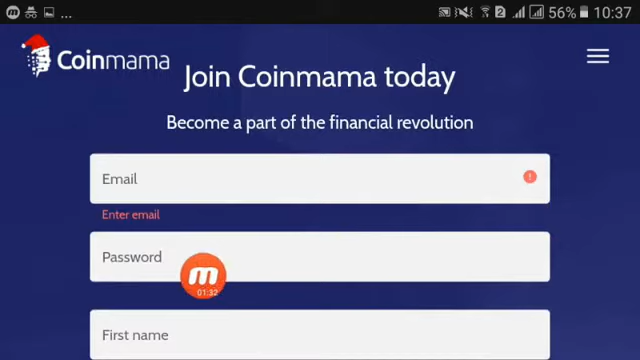 ... 2 56% 10:37
Coinmama
Join Coinmama today
Become a part of the financial revolution
Email
!
Enter email
Password
m
01:32
First name